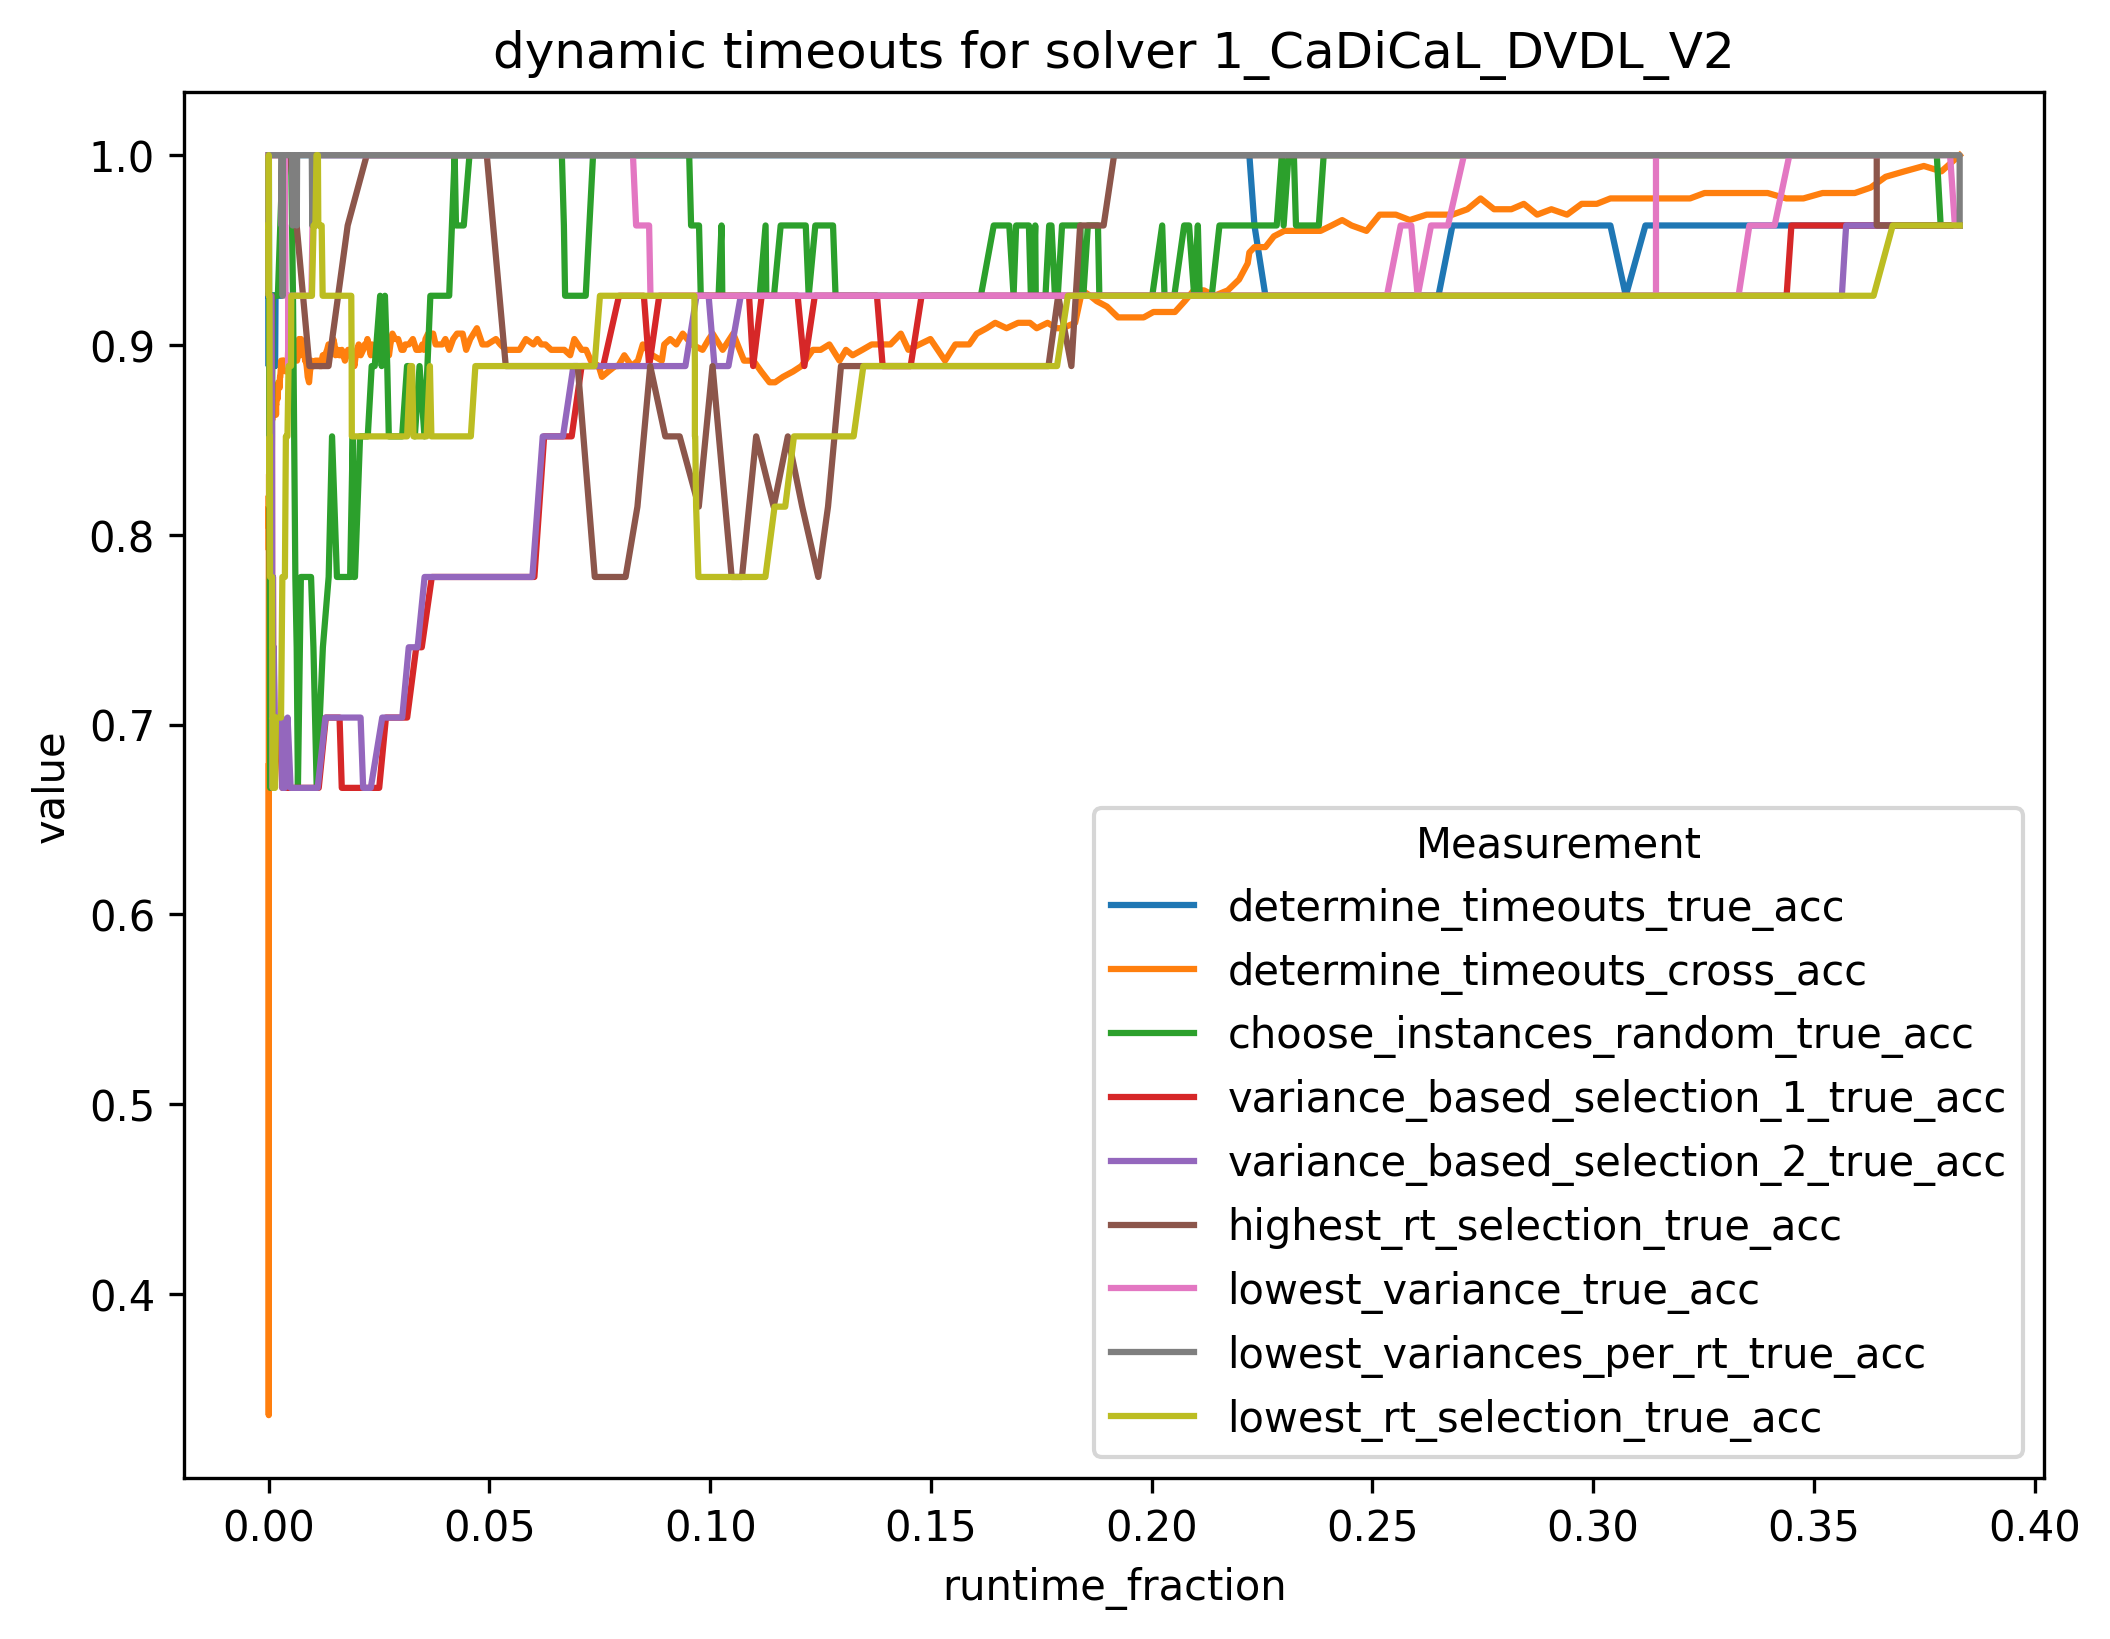 dynamic timeouts for solver 1_CaDiCaL_DVDL_V2
value
1.0
0.9
0.8
0.7
0.6
0.5
0.4
Measurement
determine_timeouts_true_acc
determine_timeouts_cross_acc
choose_instances_random_true_acc
variance_based_selection_1_true_acc
variance_based_selection_2_true_acc
highest_rt_selection_true_acc
lowest_variance_true_acc
lowest_variances_per_rt_true_acc
lowest_rt_selection_true_acc
0.00 0.05 0.10 0.15 0.20 0.25 0.30 0.35 0.40
runtime_fraction